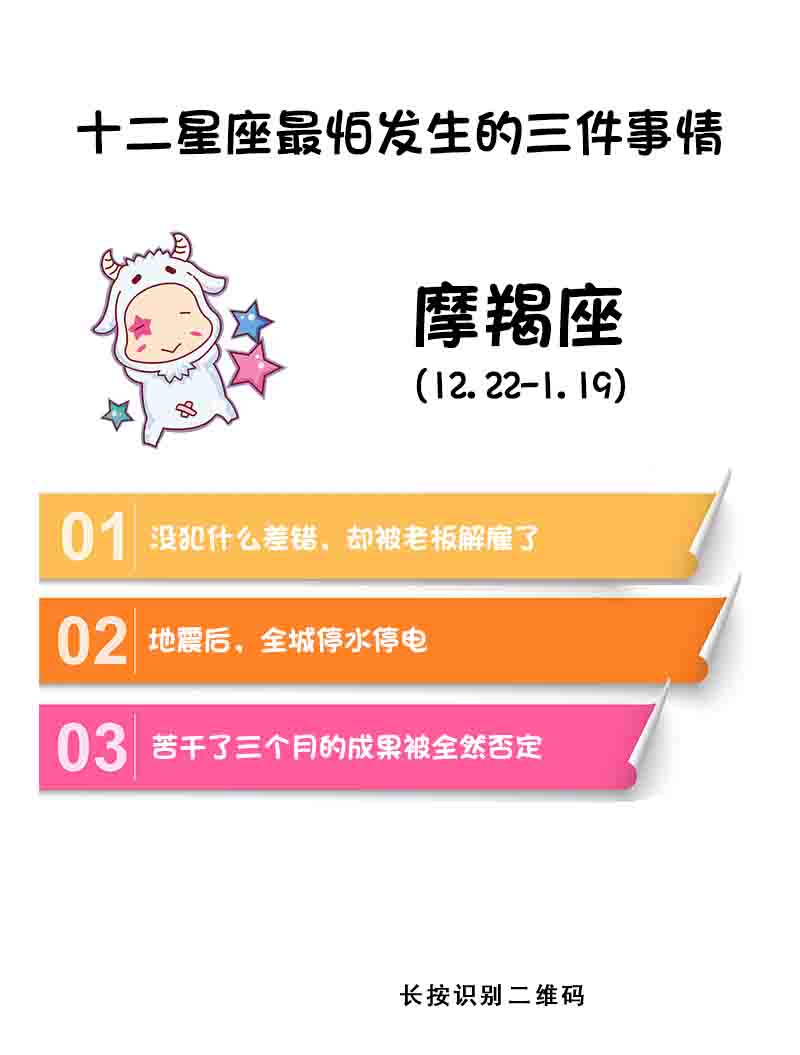 十二星座最怕发生的三件事情
摩羯座
(12.22-1.19)
01 没犯什么差错，却被老板解雇了
02 地震后，全城停水停电
03 苦干了三个月的成果被全然否定
长按识别二维码